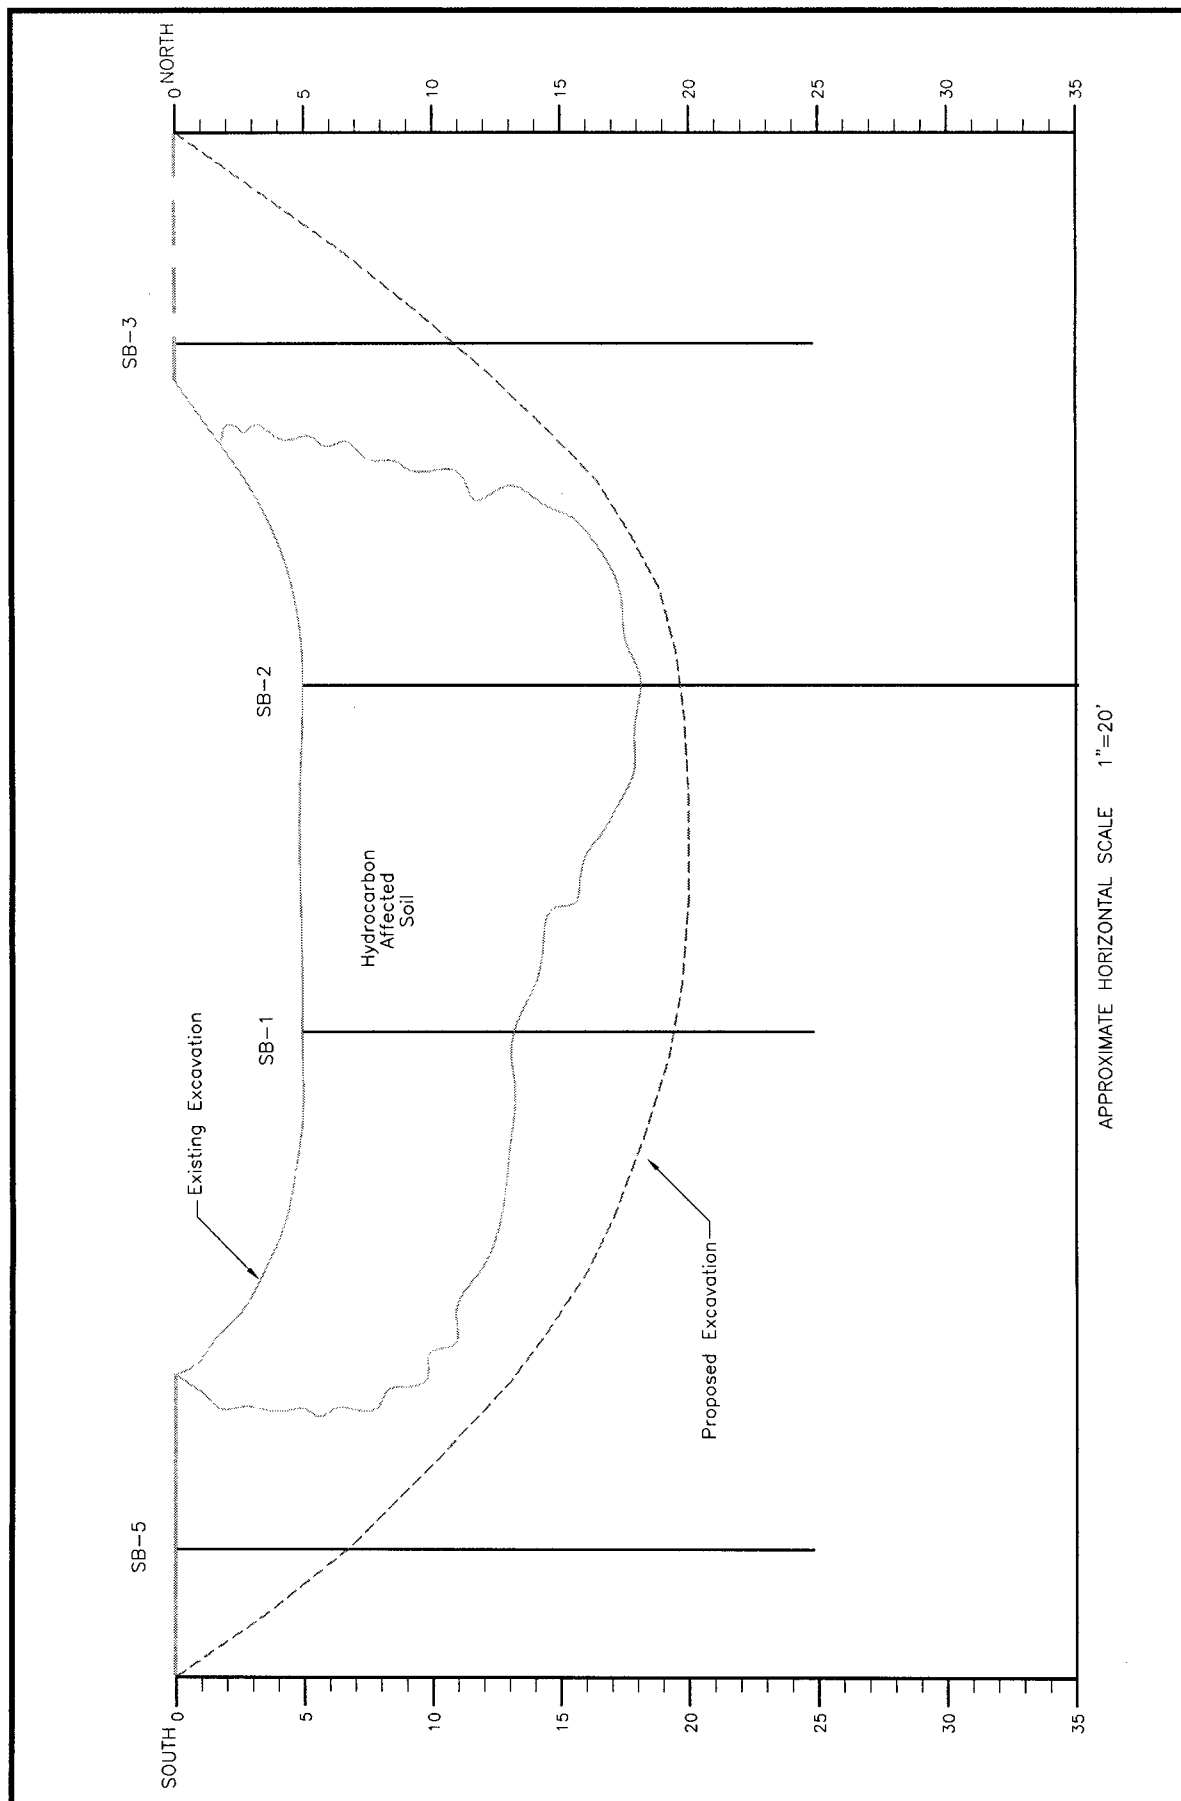 SOUTH
NORTH
0
5
10
15
20
25
30
35
0
5
10
15
20
25
30
35
SB-5
SB-1
SB-2
SB-3
Existing Excavation
Hydrocarbon
Affected
Soil
Proposed Excavation
APPROXIMATE HORIZONTAL SCALE 1"=20'